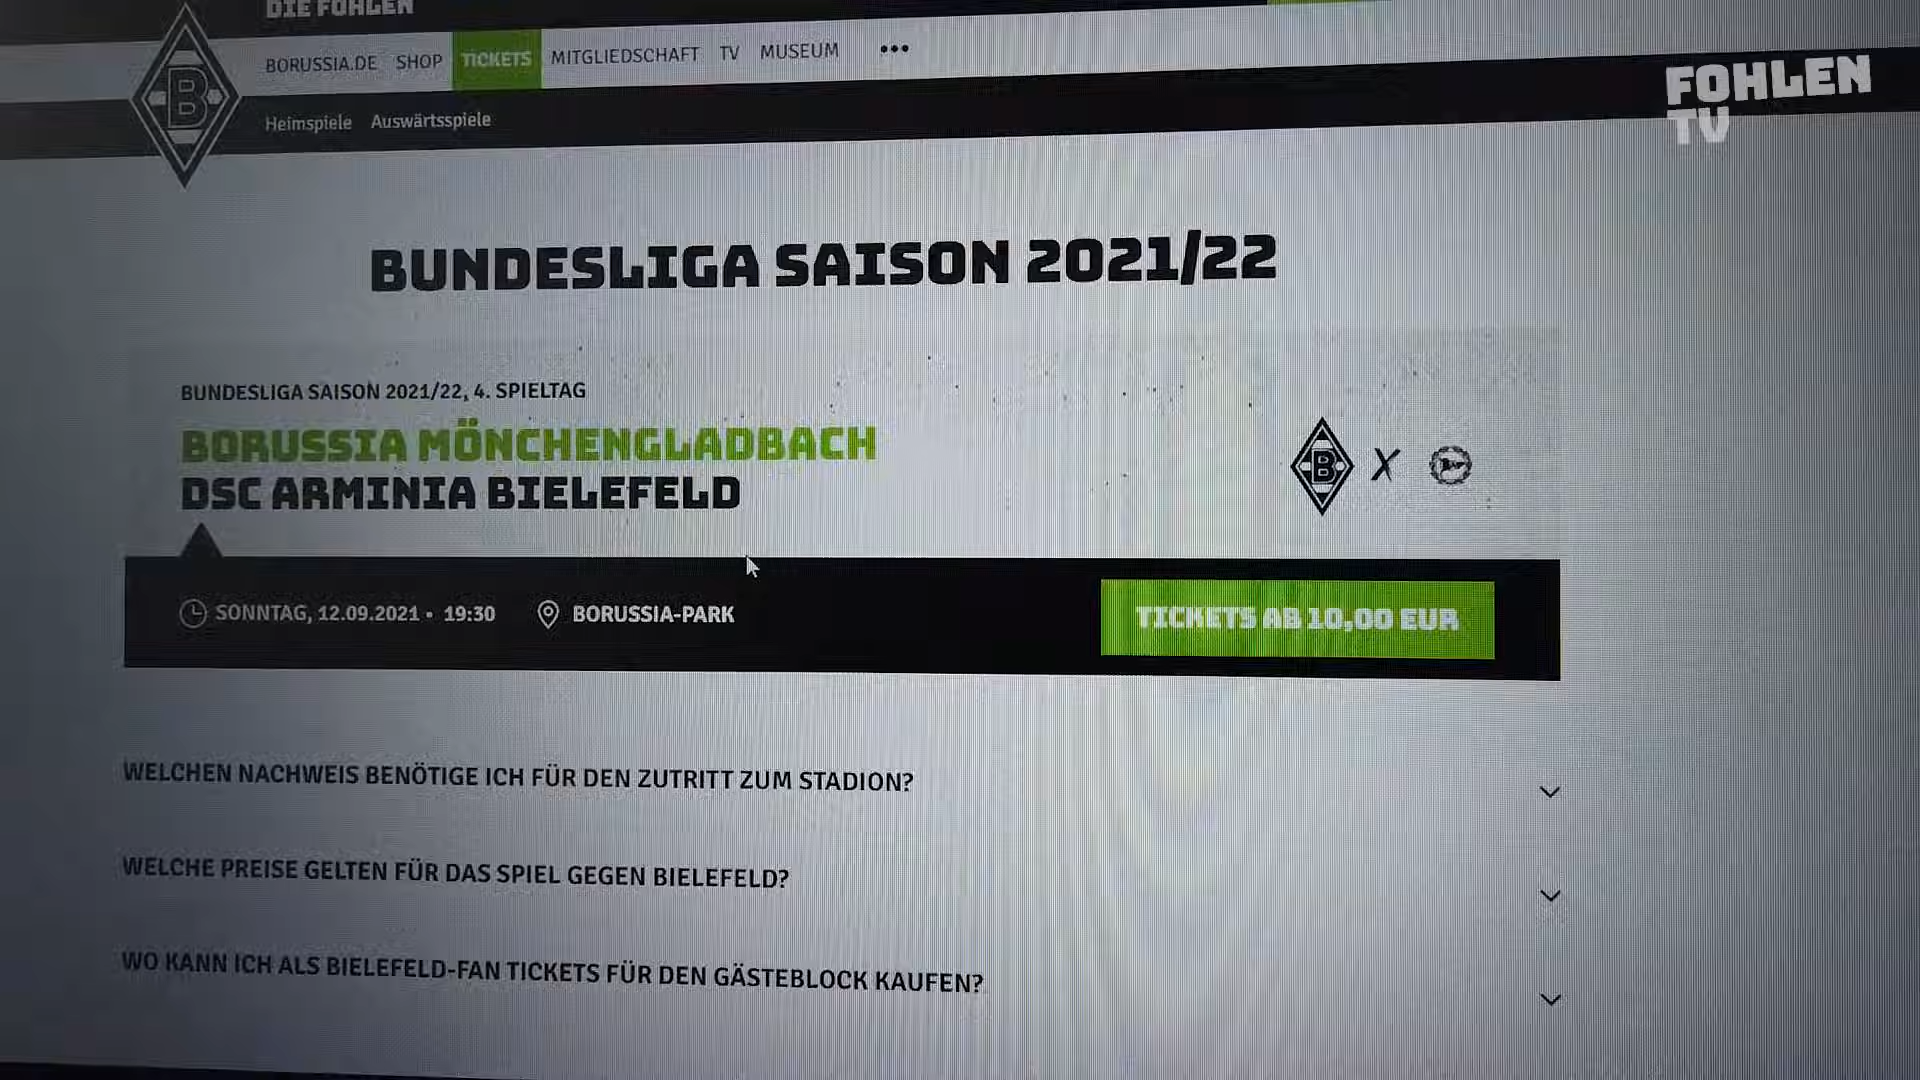 DIE FOHLEN
BORUSSIA.DE SHOP TICKETS MITGLIEDSCHAFT TV MUSEUM •••
Heimspiele Auswärtsspiele
FOHLEN
TV
BUNDESLIGA SAISON 2021/22
BUNDESLIGA SAISON 2021/22, 4. SPIELTAG
BORUSSIA MÖNCHENGLADBACH
DSC ARMINIA BIELEFELD
B X
SONNTAG, 12.09.2021 • 19:30 BORUSSIA-PARK TICKETS AB 10,00 EUR
WELCHEN NACHWEIS BENÖTIGE ICH FÜR DEN ZUTRITT ZUM STADION?
WELCHE PREISE GELTEN FÜR DAS SPIEL GEGEN BIELEFELD?
WO KANN ICH ALS BIELEFELD-FAN TICKETS FÜR DEN GÄSTEBLOCK KAUFEN?